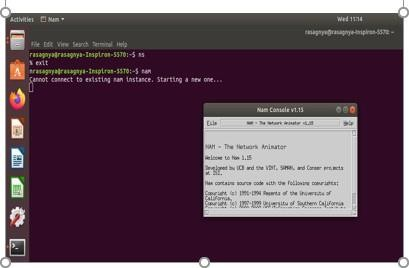 Activities Nam Wed 11:14
rasagnya@rasagnya-Inspiron-5570: ~
File Edit View Search Terminal Help
rasagnya@rasagnya-Inspiron-5570:~$ ns
% exit
nrasagnya@rasagnya-Inspiron-5570:~$ nam
Cannot connect to existing nam instance. Starting a new one...
Nam Console v1.15
File NAM - The Network Animator v1.15 Help
NAM - The Network Animator
Welcome to Nam 1.15
Developed by UCB and the VINT, SAMAN, and Conser projects
at ISI.
Nam contains source code with the following copyrights:
Copyright (c) 1991-1994 Regents of the University of
California.
Copyright (c) 1997-1999 University of Southern California